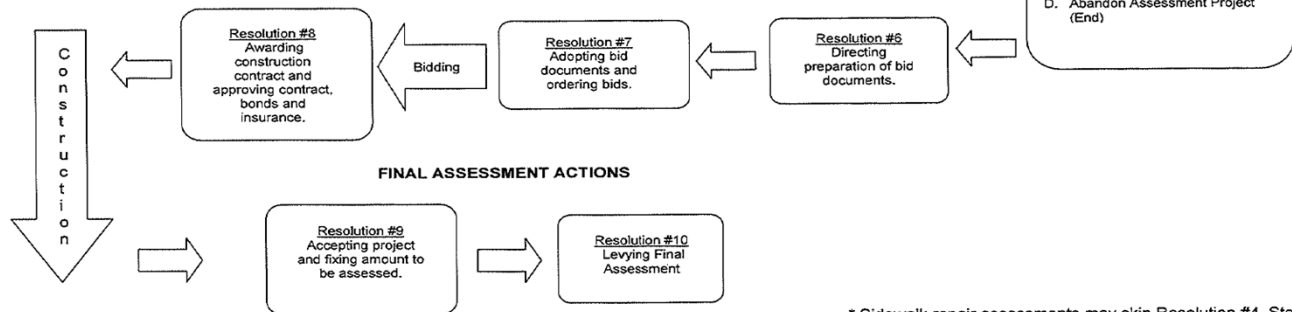 D. Abandon Assessment Project
(End)
Resolution #6
Directing
preparation of bid
documents.
Resolution #7
Adopting bid
documents and
ordering bids.
Bidding
Resolution #8
Awarding
construction
contract and
approving contract,
bonds and
insurance.
Construction
FINAL ASSESSMENT ACTIONS
Resolution #9
Accepting project
and fixing amount to
be assessed.
Resolution #10
Levying Final
Assessment
* Sidewalk repair assessments may skip Resolution #4